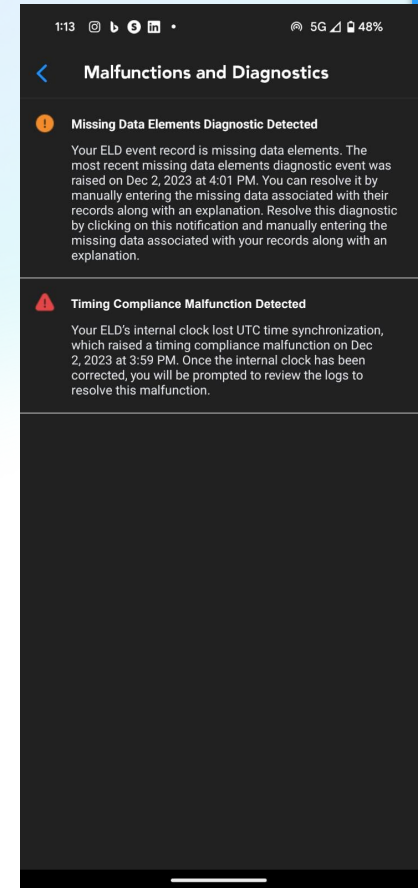 1:13 5G 48%
Malfunctions and Diagnostics
Missing Data Elements Diagnostic Detected
Your ELD event record is missing data elements. The
most recent missing data elements diagnostic event was
raised on Dec 2, 2023 at 4:01 PM. You can resolve it by
manually entering the missing data associated with their
records along with an explanation. Resolve this diagnostic
by clicking on this notification and manually entering the
missing data associated with your records along with an
explanation.
Timing Compliance Malfunction Detected
Your ELD's internal clock lost UTC time synchronization,
which raised a timing compliance malfunction on Dec
2, 2023 at 3:59 PM. Once the internal clock has been
corrected, you will be prompted to review the logs to
resolve this malfunction.